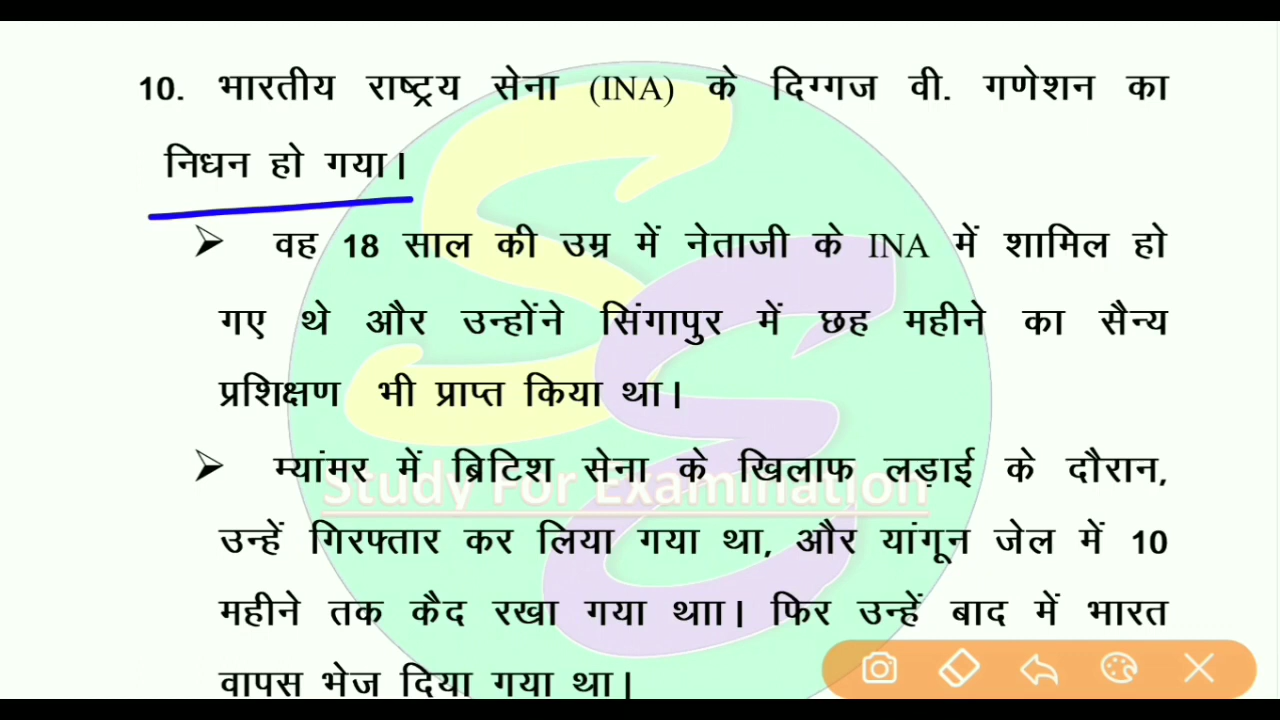 10. भारतीय राष्ट्रय सेना (INA) के दिग्गज वी. गणेशन का
निधन हो गया।
➢ वह 18 साल की उम्र में नेताजी के INA में शामिल हो
गए थे और उन्होंने सिंगापुर में छह महीने का सैन्य
प्रशिक्षण भी प्राप्त किया था।
➢ म्यांमर में ब्रिटिश सेना के खिलाफ लड़ाई के दौरान,
Study For Examination
उन्हें गिरफ्तार कर लिया गया था, और यांगून जेल में 10
महीने तक कैद रखा गया थाा। फिर उन्हें बाद में भारत
वापस भेज दिया गया था।